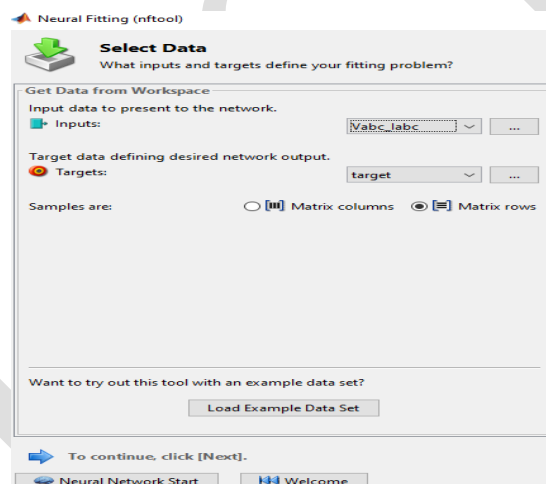 Neural Fitting (nftool)
Select Data
What inputs and targets define your fitting problem?
Get Data from Workspace
Input data to present to the network.
Inputs: Vabc_Iabc ...
Target data defining desired network output.
Targets: target ...
Samples are: Matrix columns Matrix rows
Want to try out this tool with an example data set?
Load Example Data Set
To continue, click [Next].
Neural Network Start Welcome